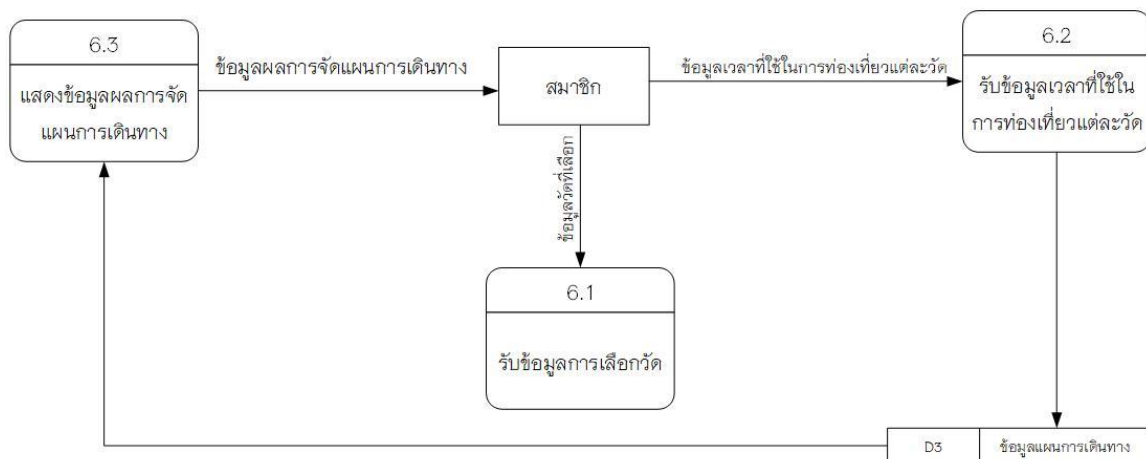 6.3
แสดงข้อมูลผลการจัด
แผนการเดินทาง
ข้อมูลผลการจัดแผนการเดินทาง
สมาชิก
ข้อมูลเวลาที่ใช้ในการท่องเที่ยวแต่ละวัด
6.2
รับข้อมูลเวลาที่ใช้ใน
การท่องเที่ยวแต่ละวัด
ข้อมูลวัดที่เลือก
6.1
รับข้อมูลการเลือกวัด
D3
ข้อมูลแผนการเดินทาง